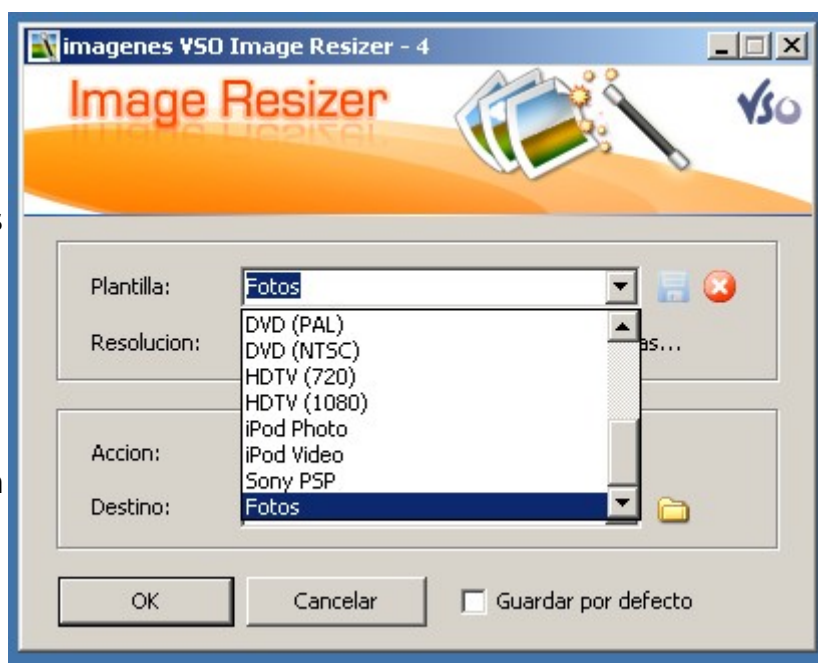 imagenes VSO Image Resizer - 4
Image Resizer
VSO
s
Plantilla: Fotos
DVD (PAL)
Resolucion: DVD (NTSC) as...
HDTV (720)
HDTV (1080)
iPod Photo
Accion: iPod Video
Sony PSP
Destino: Fotos
OK Cancelar Guardar por defecto